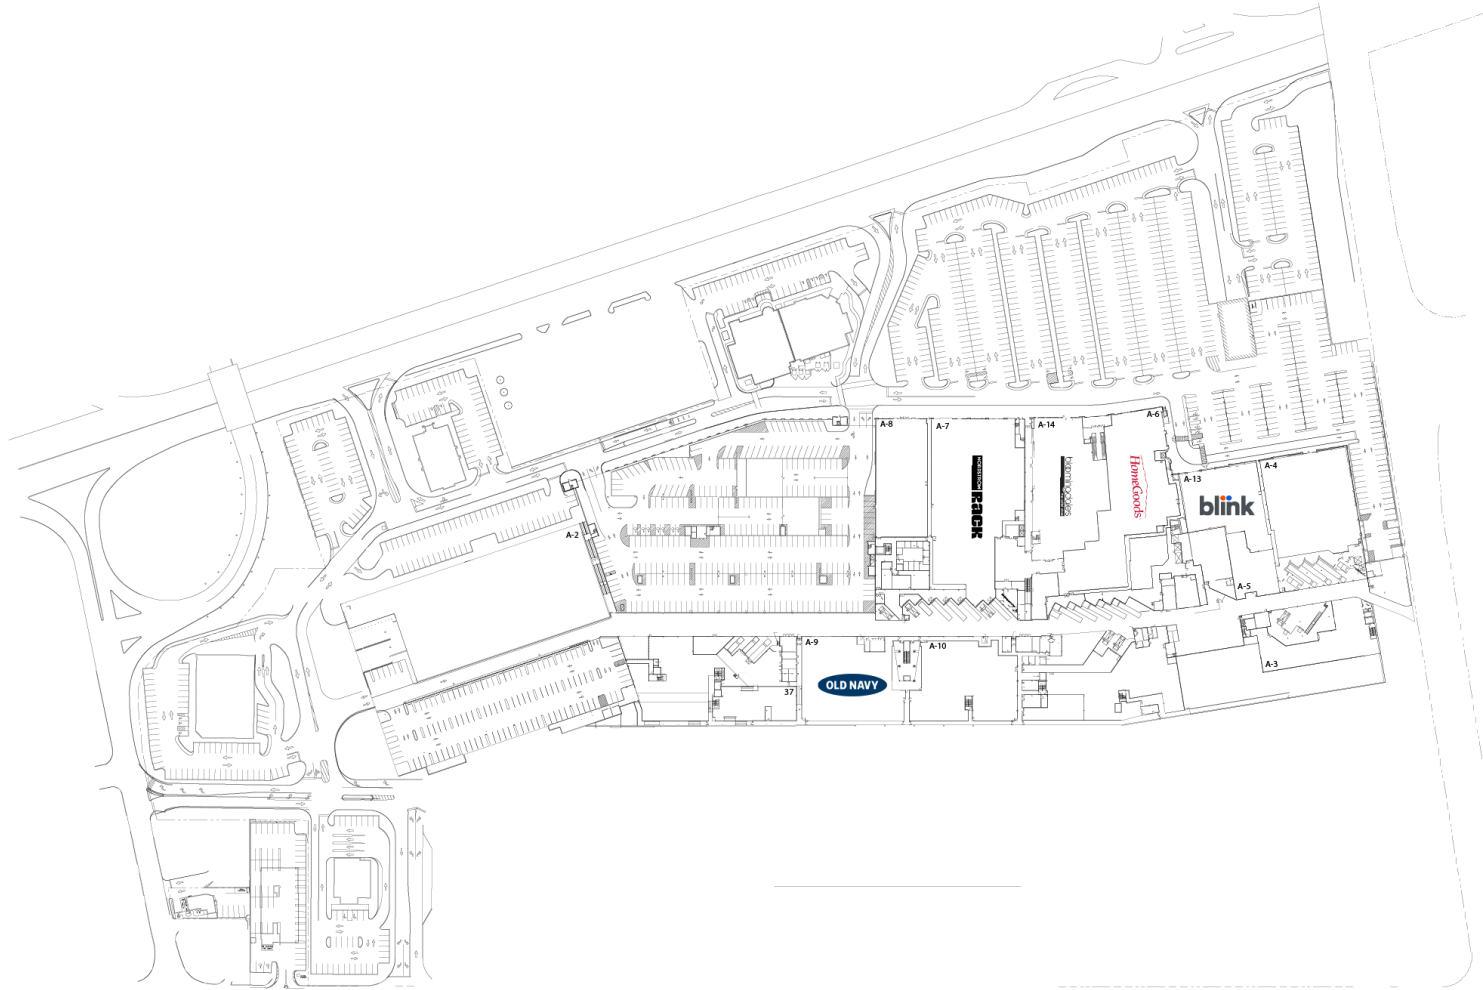 A-6
A-8
A-7
A-14
A-4
A-13
NORDSTROM
rack
bloomingdales
HomeGoods
blink
A-2
A-5
A-9
A-10
A-3
OLD NAVY
37